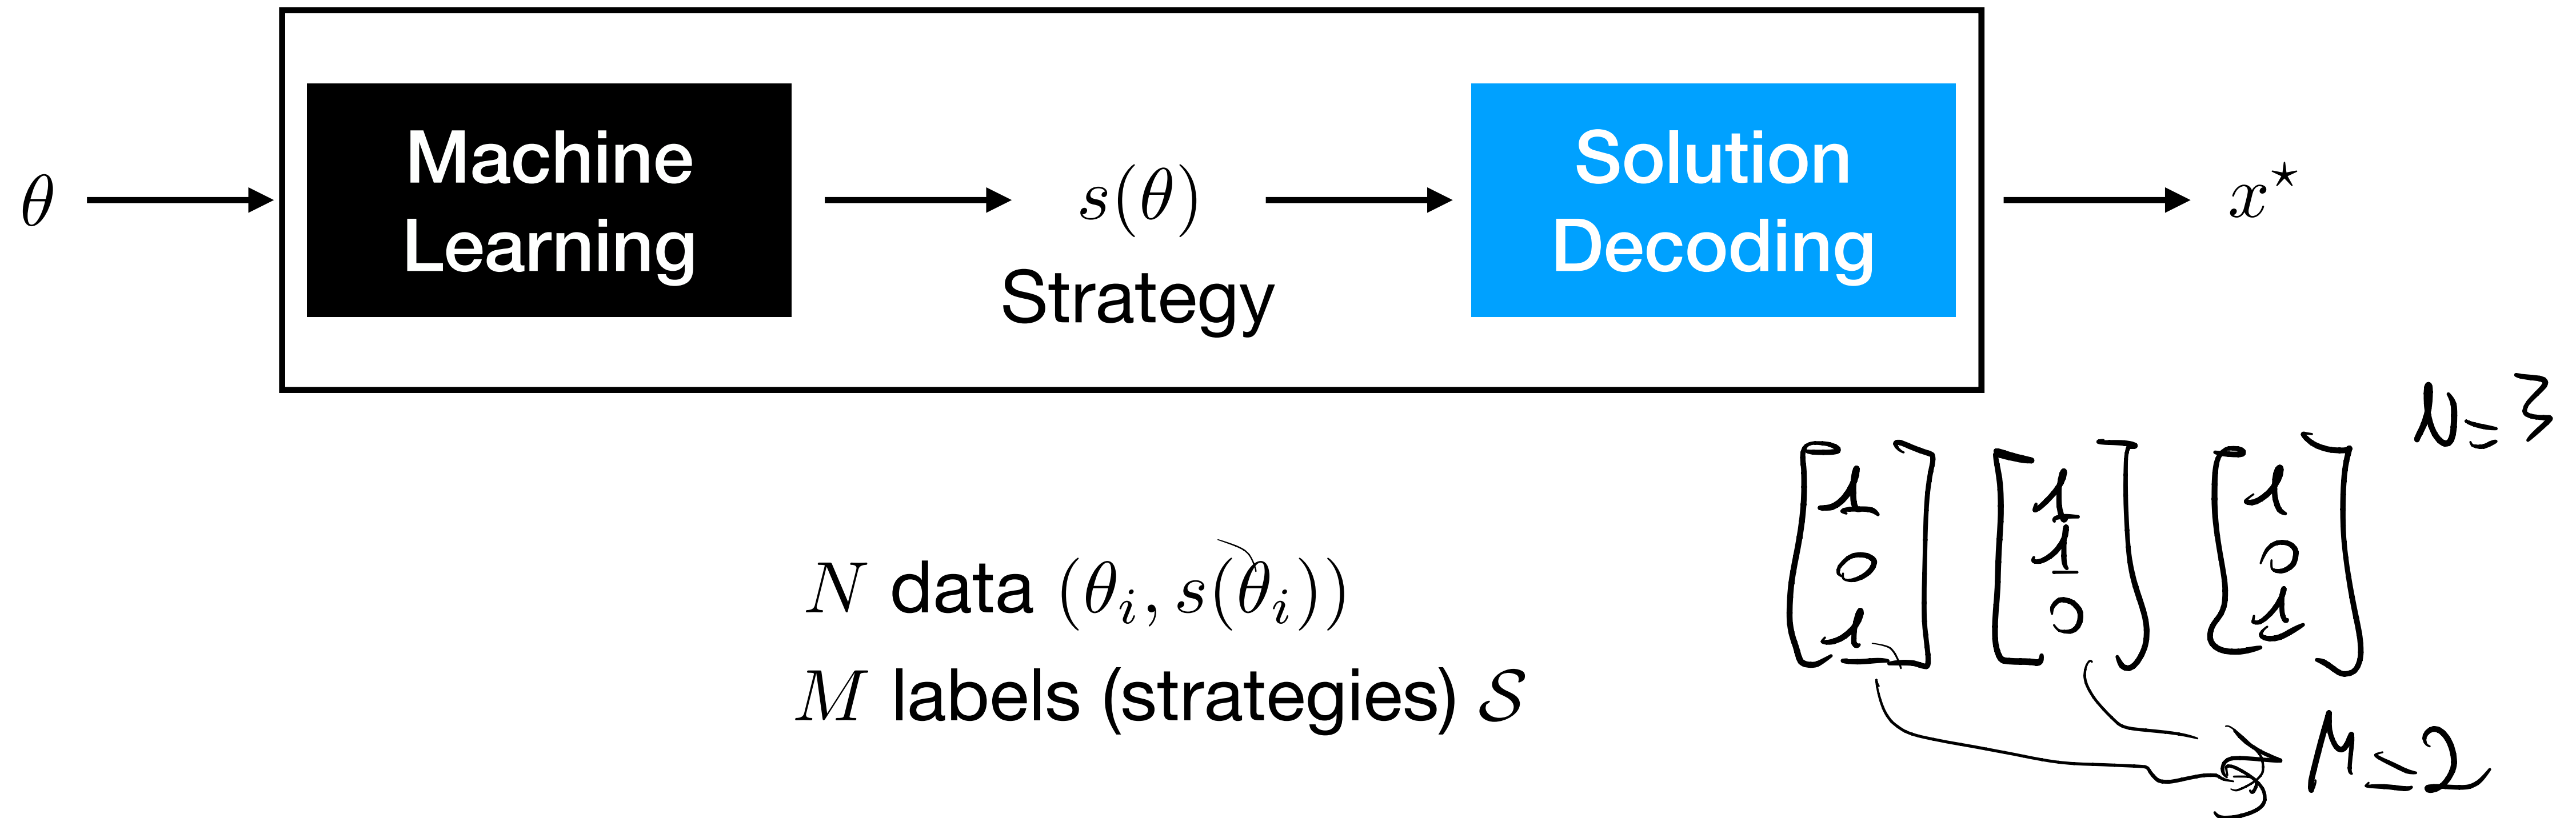 Machine
Learning
θ
s(θ)
Strategy
Solution
Decoding
x⋆
N data (θᵢ, s(θᵢ))
M labels (strategies) 𝒮
N=3
[1 0 1] [1 1 0] [1 0 1]
M=2